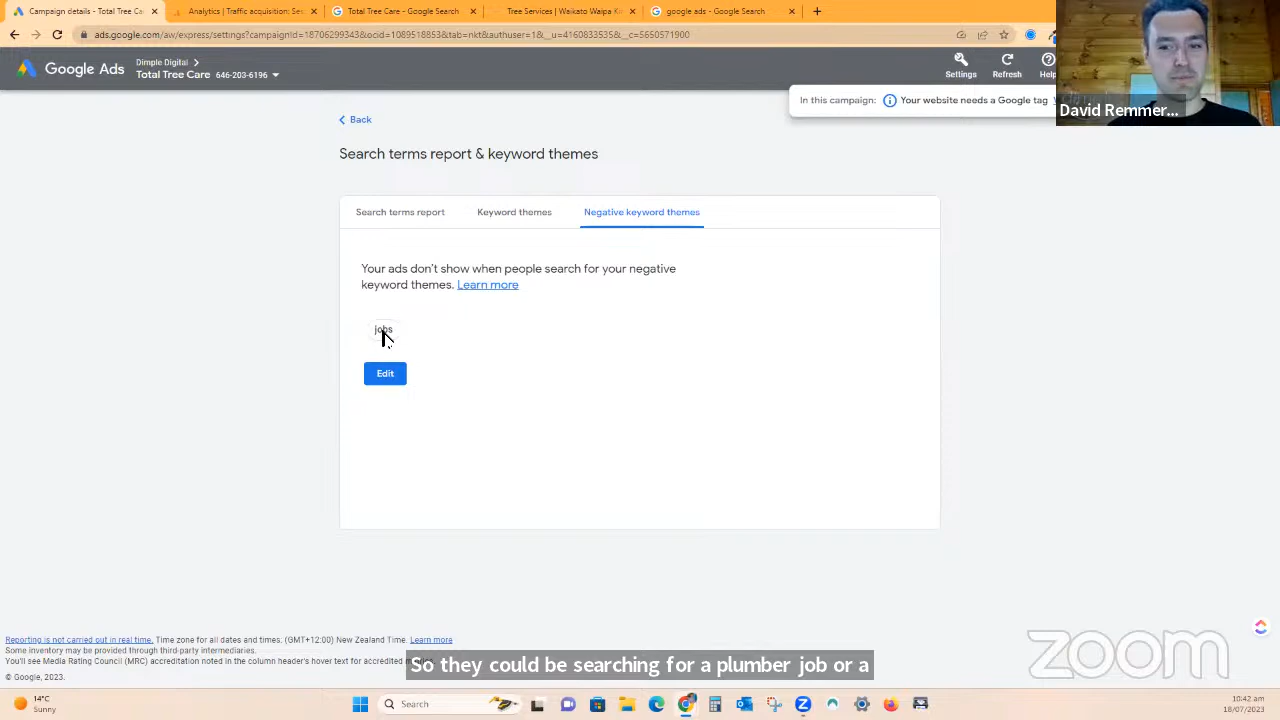 Campaign details - Total Tree Ca
Analytics | Traffic acquisition: Ses
Total Tree Care - Google Search
Tree Services | Waikato Waipa Ki
google ads - Google Search
ads.google.com/aw/express/settings?campaignId=18706299343&ocid=1089518853&tab=nkt&authuser=1&__u=4160833535&__c=5650571900
Google Ads
Dimple Digital
Total Tree Care 646-203-6196
Settings
Refresh
Help
In this campaign: Your website needs a Google tag
David Remmer...
Back
Search terms report & keyword themes
Search terms report
Keyword themes
Negative keyword themes
Your ads don't show when people search for your negative
keyword themes. Learn more
jobs
Edit
Reporting is not carried out in real time. Time zone for all dates and times: (GMT+12:00) New Zealand Time. Learn more
Some inventory may be provided through third-party intermediaries.
You'll see Media Rating Council (MRC) accreditation noted in the column header's hover text for accredited
© Google, 2023.
So they could be searching for a plumber job or a
zoom
14°C
Sunny
Search
10:42 am
18/07/2023